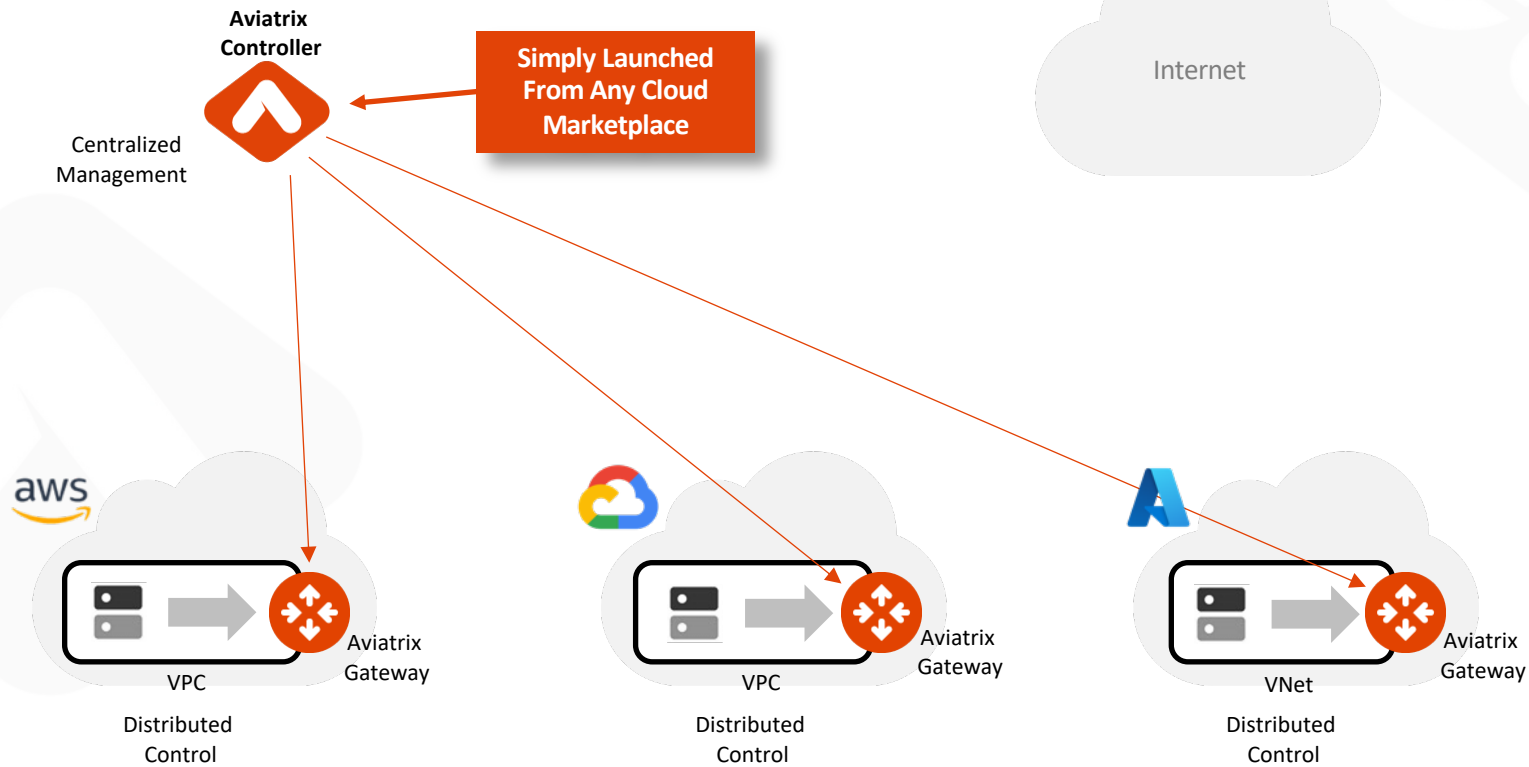 Aviatrix
Controller
Simply Launched
From Any Cloud
Marketplace
Internet
Centralized
Management
aws
Aviatrix
Gateway
VPC
Distributed
Control
Aviatrix
Gateway
VPC
Distributed
Control
Aviatrix
Gateway
VNet
Distributed
Control